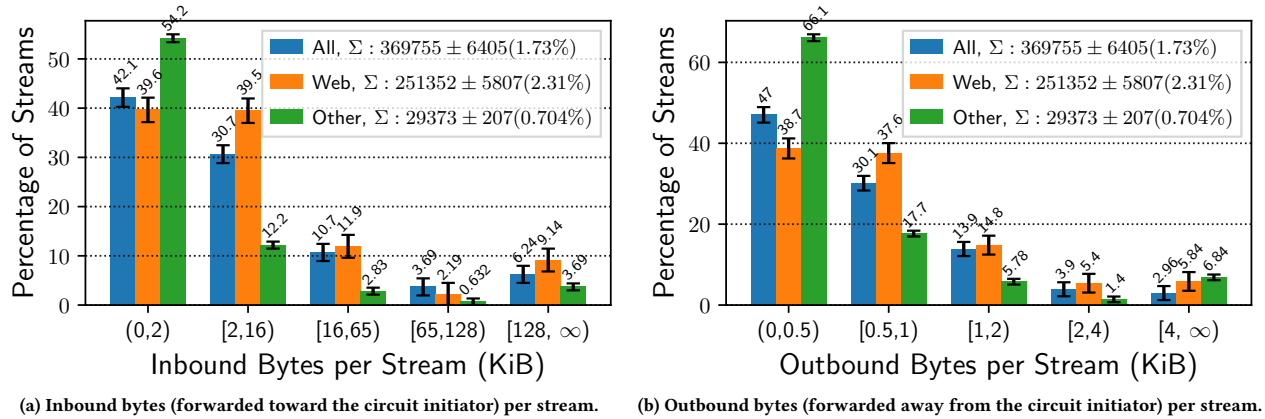 Percentage of Streams
50
40
30
20
10
0
42.1
39.6
54.2
30.7
39.5
12.2
10.7
11.9
2.83
3.69
2.19
0.632
6.24
9.14
3.69
All, Σ : 369755 ± 6405(1.73%)
Web, Σ : 251352 ± 5807(2.31%)
Other, Σ : 29373 ± 207(0.704%)
(0,2) [2,16) [16,65) [65,128) [128, ∞)
Inbound Bytes per Stream (KiB)
(a) Inbound bytes (forwarded toward the circuit initiator) per stream.
Percentage of Streams
60
40
20
0
47
38.7
66.1
30.1
37.6
17.7
13.9
14.8
5.78
3.9
5.4
1.4
2.96
5.84
6.84
All, Σ : 369755 ± 6405(1.73%)
Web, Σ : 251352 ± 5807(2.31%)
Other, Σ : 29373 ± 207(0.704%)
(0,0.5) [0.5,1) [1,2) [2,4) [4, ∞)
Outbound Bytes per Stream (KiB)
(b) Outbound bytes (forwarded away from the circuit initiator) per stream.